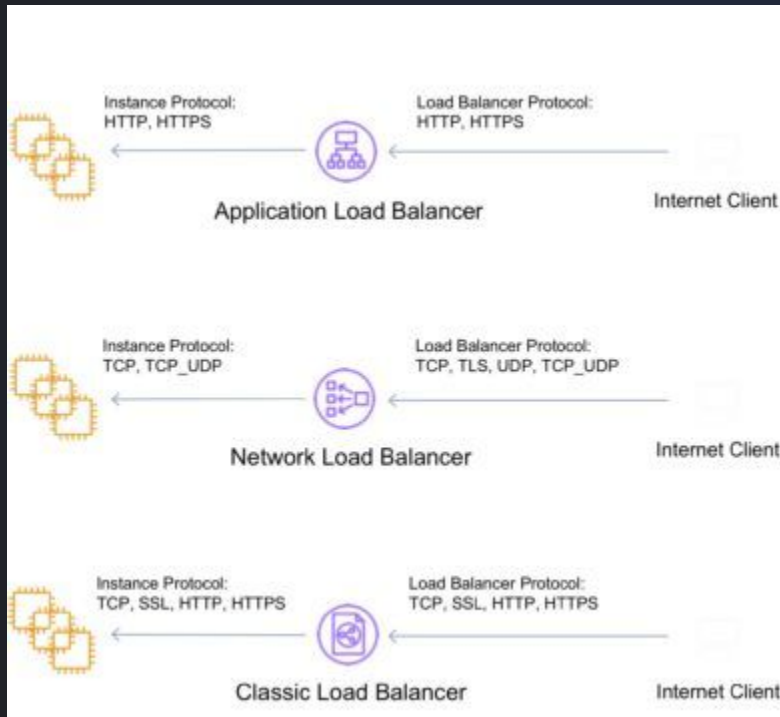 Instance Protocol:
HTTP, HTTPS
Load Balancer Protocol:
HTTP, HTTPS
Application Load Balancer
Internet Client
Instance Protocol:
TCP, TCP_UDP
Load Balancer Protocol:
TCP, TLS, UDP, TCP_UDP
Network Load Balancer
Internet Client
Instance Protocol:
TCP, SSL, HTTP, HTTPS
Load Balancer Protocol:
TCP, SSL, HTTP, HTTPS
Classic Load Balancer
Internet Client